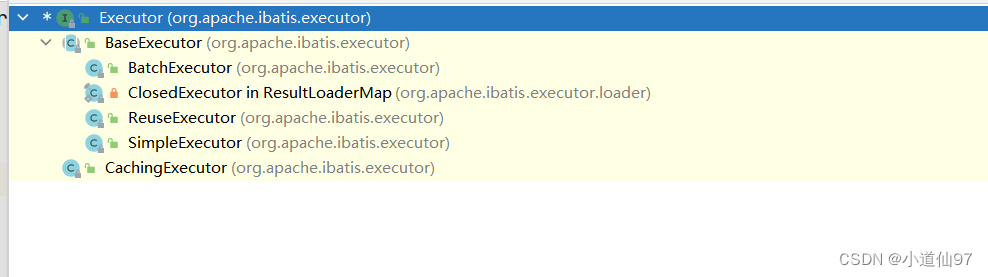 Executor (org.apache.ibatis.executor)
BaseExecutor (org.apache.ibatis.executor)
BatchExecutor (org.apache.ibatis.executor)
ClosedExecutor in ResultLoaderMap (org.apache.ibatis.executor.loader)
ReuseExecutor (org.apache.ibatis.executor)
SimpleExecutor (org.apache.ibatis.executor)
CachingExecutor (org.apache.ibatis.executor)
CSDN @小道仙97